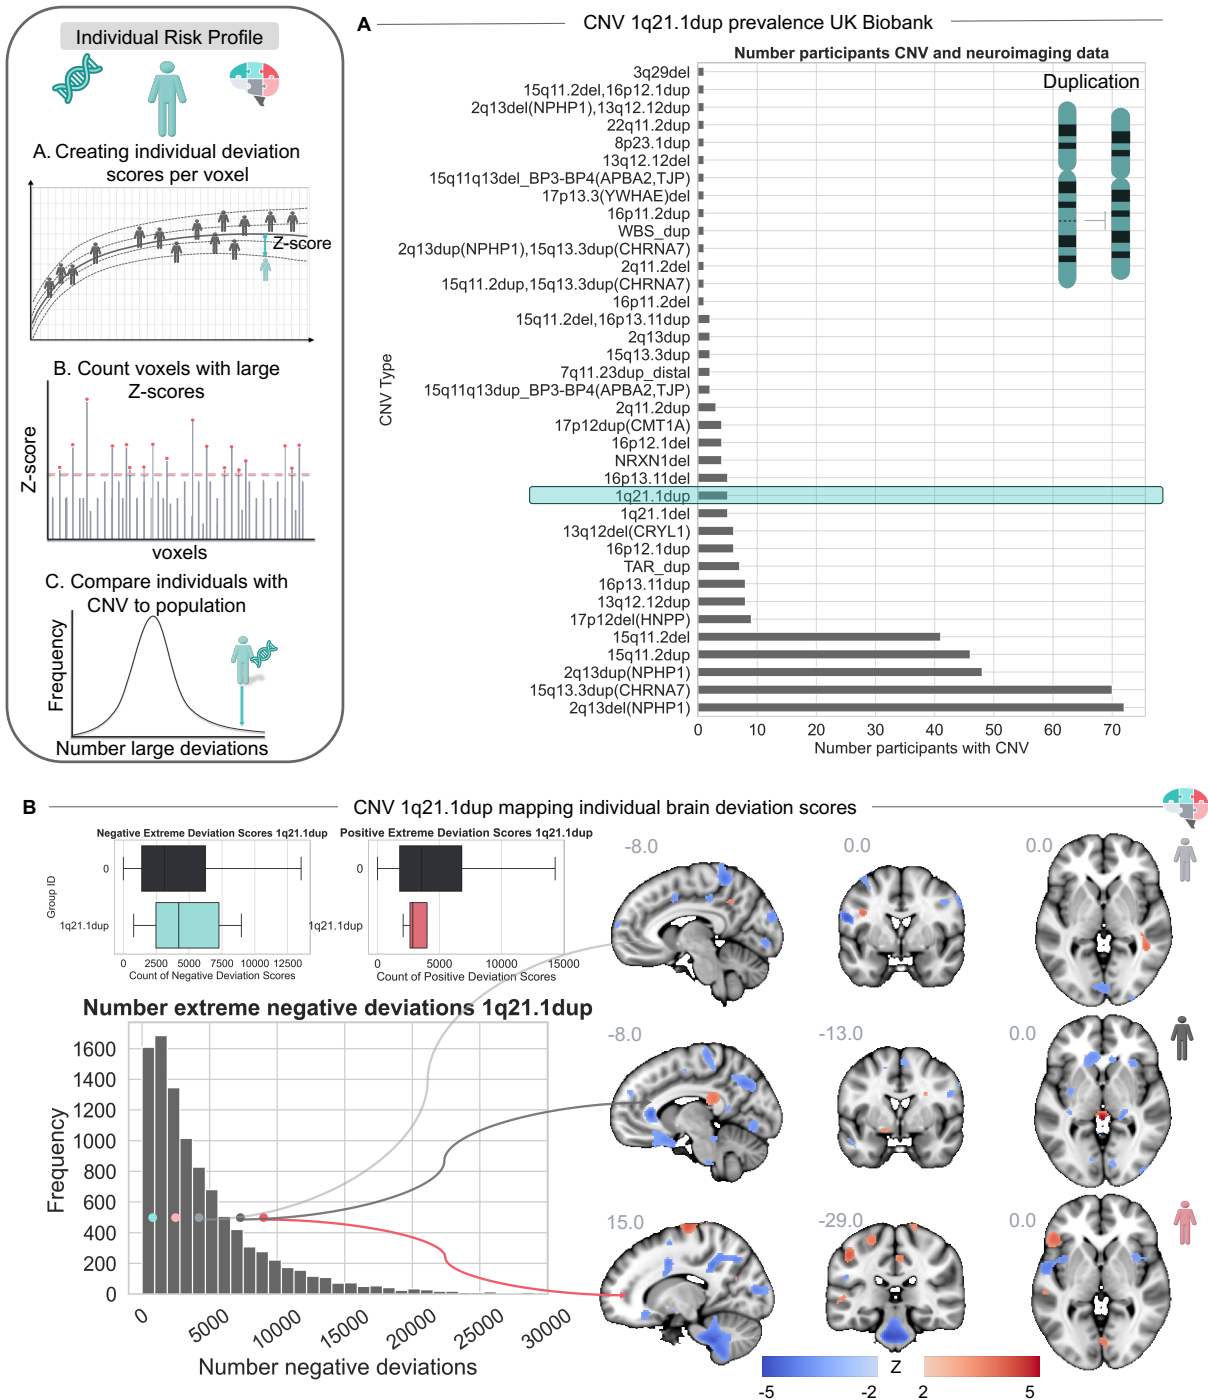 Individual Risk Profile
A. Creating individual deviation
scores per voxel
Z-score
B. Count voxels with large
Z-scores
Z-score
voxels
C. Compare individuals with
CNV to population
Frequency
Number large deviations
A
CNV 1q21.1dup prevalence UK Biobank
Number participants CNV and neuroimaging data
Duplication
CNV Type
3q29del
15q11.2del,16p12.1dup
2q13del(NPHP1),13q12.12dup
22q11.2dup
8p23.1dup
13q12.12del
15q11q13del_BP3-BP4(APBA2,TJP)
17p13.3(YWHAE)del
16p11.2dup
WBS_dup
2q13dup(NPHP1),15q13.3dup(CHRNA7)
2q11.2del
15q11.2dup,15q13.3dup(CHRNA7)
16p11.2del
15q11.2del,16p13.11dup
2q13dup
15q13.3dup
7q11.23dup_distal
15q11q13dup_BP3-BP4(APBA2,TJP)
2q11.2dup
17p12dup(CMT1A)
16p12.1del
NRXN1del
16p13.11del
1q21.1dup
1q21.1del
13q12del(CRYL1)
16p12.1dup
TAR_dup
16p13.11dup
13q12.12dup
17p12del(HNPP)
15q11.2del
15q11.2dup
2q13dup(NPHP1)
15q13.3dup(CHRNA7)
2q13del(NPHP1)
0 10 20 30 40 50 60 70
Number participants with CNV
B
CNV 1q21.1dup mapping individual brain deviation scores
Negative Extreme Deviation Scores 1q21.1dup
Group ID
0
1q21.1dup
0 2500 5000 7500 10000 12500
Count of Negative Deviation Scores
Positive Extreme Deviation Scores 1q21.1dup
0
1q21.1dup
0 5000 10000 15000
Count of Positive Deviation Scores
Number extreme negative deviations 1q21.1dup
Frequency
1600
1400
1200
1000
800
600
400
200
0
0 5000 10000 15000 20000 25000 30000
Number negative deviations
-8.0 0.0 0.0
-8.0 -13.0 0.0
15.0 -29.0 0.0
Z
-5 -2 2 5